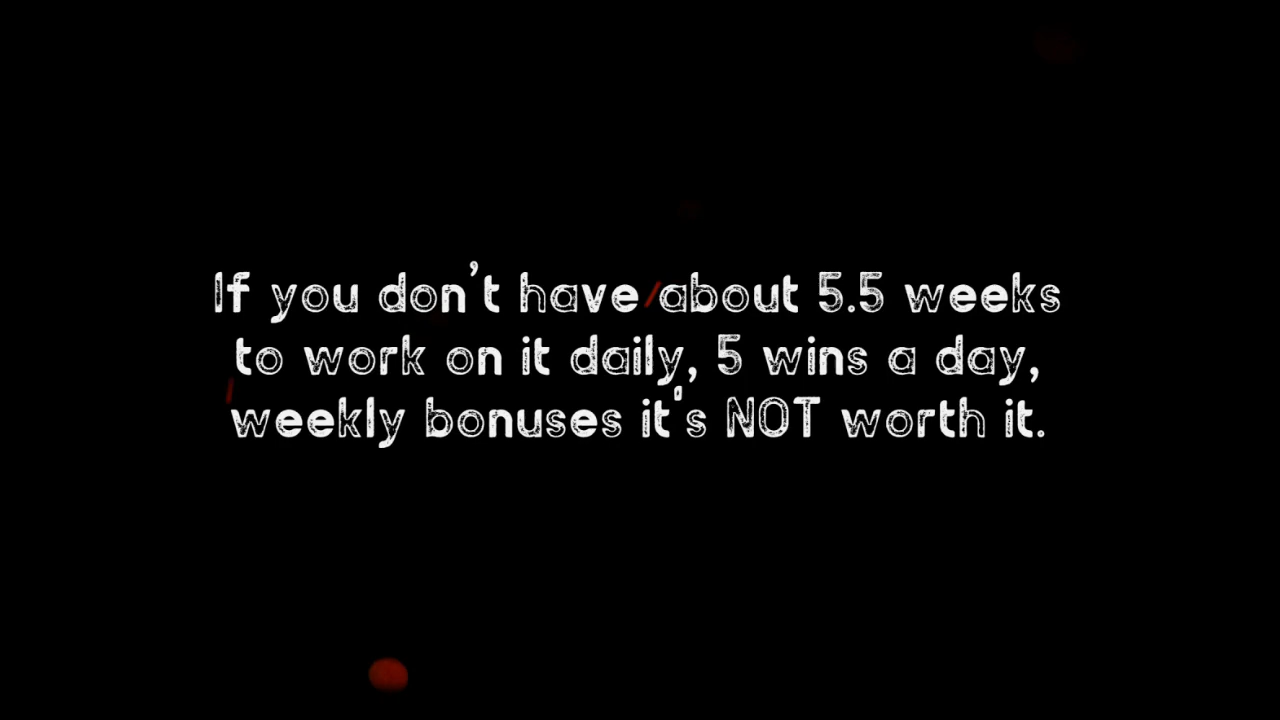 If you don’t have about 5.5 weeks
to work on it daily, 5 wins a day,
weekly bonuses it's NOT worth it.